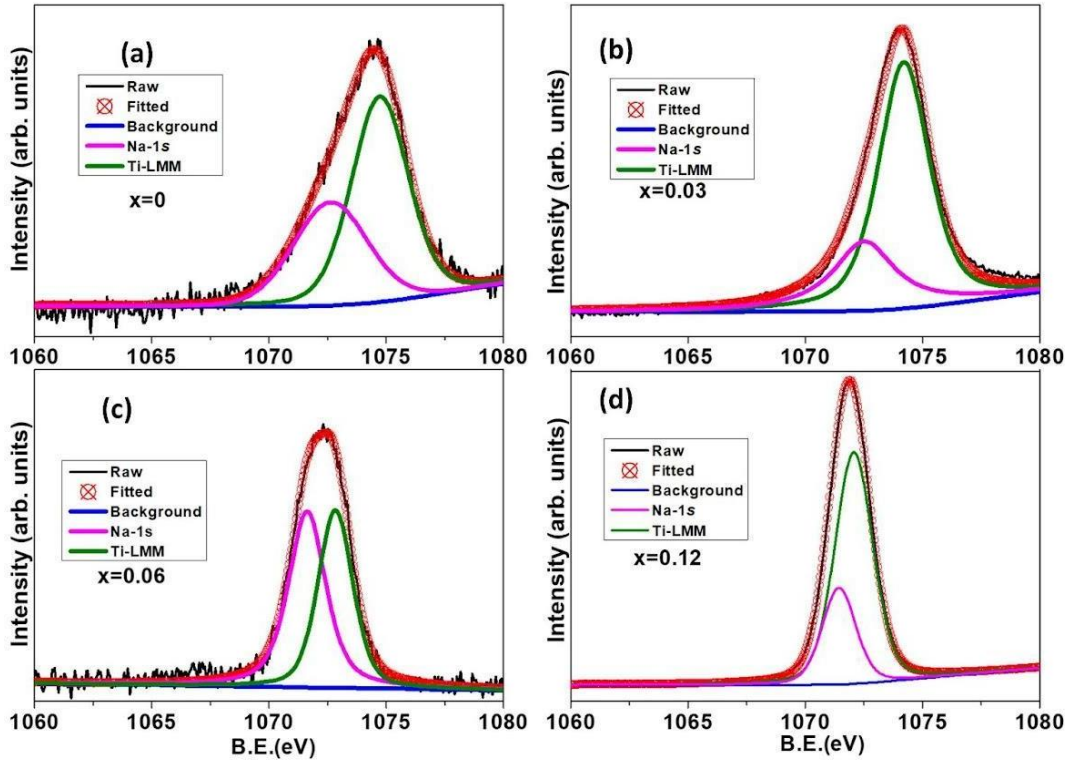 (a)
Raw
Fitted
Background
Na-1s
Ti-LMM
x=0
Intensity (arb. units)
1060 1065 1070 1075 1080
(b)
Raw
Fitted
Background
Na-1s
Ti-LMM
x=0.03
Intensity (arb. units)
1060 1065 1070 1075 1080
(c)
Raw
Fitted
Background
Na-1s
Ti-LMM
x=0.06
Intensity (arb. units)
1060 1065 1070 1075 1080
B.E.(eV)
(d)
Raw
Fitted
Background
Na-1s
Ti-LMM
x=0.12
Intensity (arb. units)
1060 1065 1070 1075 1080
B.E.(eV)